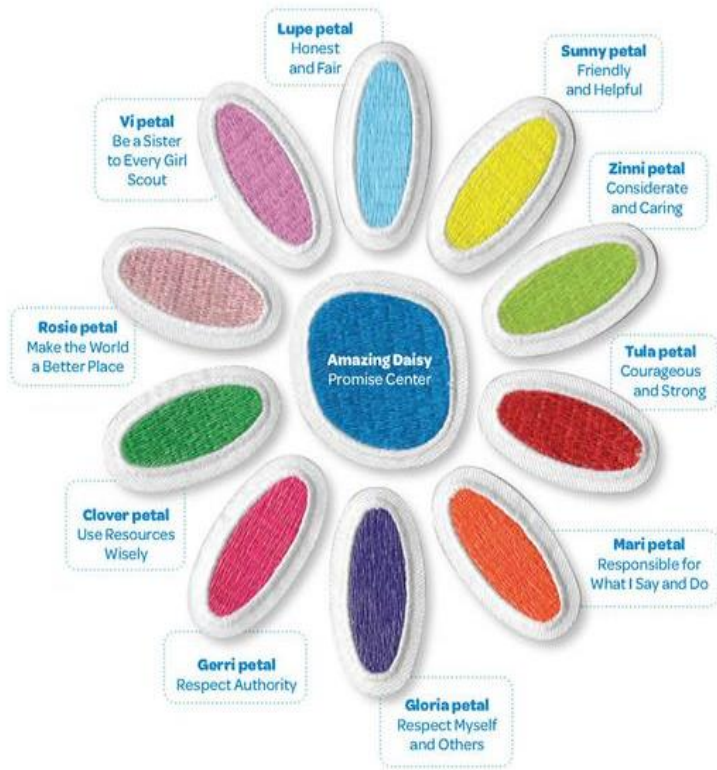 Lupe petal
Honest
and Fair
Sunny petal
Friendly
and Helpful
Zinni petal
Considerate
and Caring
Tula petal
Courageous
and Strong
Mari petal
Responsible for
What I Say and Do
Gloria petal
Respect Myself
and Others
Gerri petal
Respect Authority
Clover petal
Use Resources
Wisely
Rosie petal
Make the World
a Better Place
Vi petal
Be a Sister
to Every Girl
Scout
Amazing Daisy
Promise Center